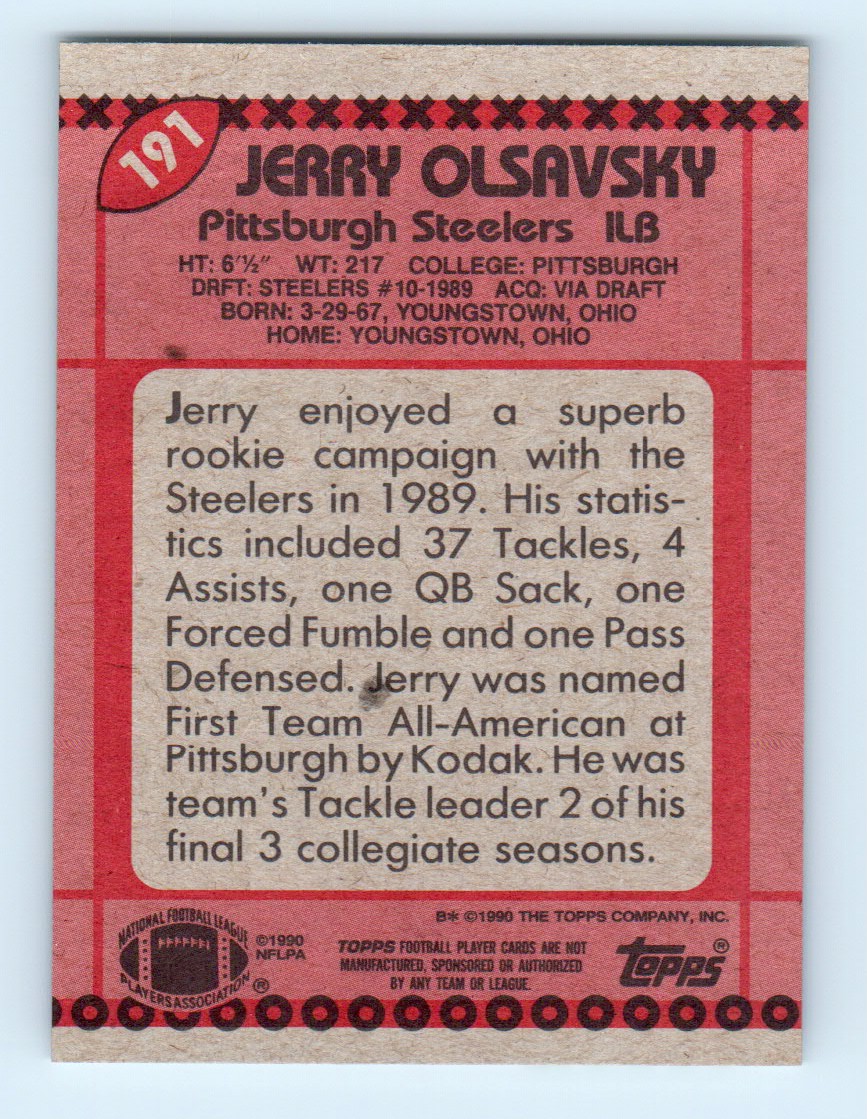 191
JERRY OLSAVSKY
Pittsburgh Steelers ILB
HT: 6'½" WT: 217 COLLEGE: PITTSBURGH
DRFT: STEELERS #10-1989 ACQ: VIA DRAFT
BORN: 3-29-67, YOUNGSTOWN, OHIO
HOME: YOUNGSTOWN, OHIO
Jerry enjoyed a superb
rookie campaign with the
Steelers in 1989. His statis-
tics included 37 Tackles, 4
Assists, one QB Sack, one
Forced Fumble and one Pass
Defensed. Jerry was named
First Team All-American at
Pittsburgh by Kodak. He was
team's Tackle leader 2 of his
final 3 collegiate seasons.
B* ©1990 THE TOPPS COMPANY, INC.
NATIONAL FOOTBALL LEAGUE
PLAYERS ASSOCIATION ®
©1990
NFLPA
TOPPS FOOTBALL PLAYER CARDS ARE NOT
MANUFACTURED, SPONSORED OR AUTHORIZED
BY ANY TEAM OR LEAGUE.
topps®